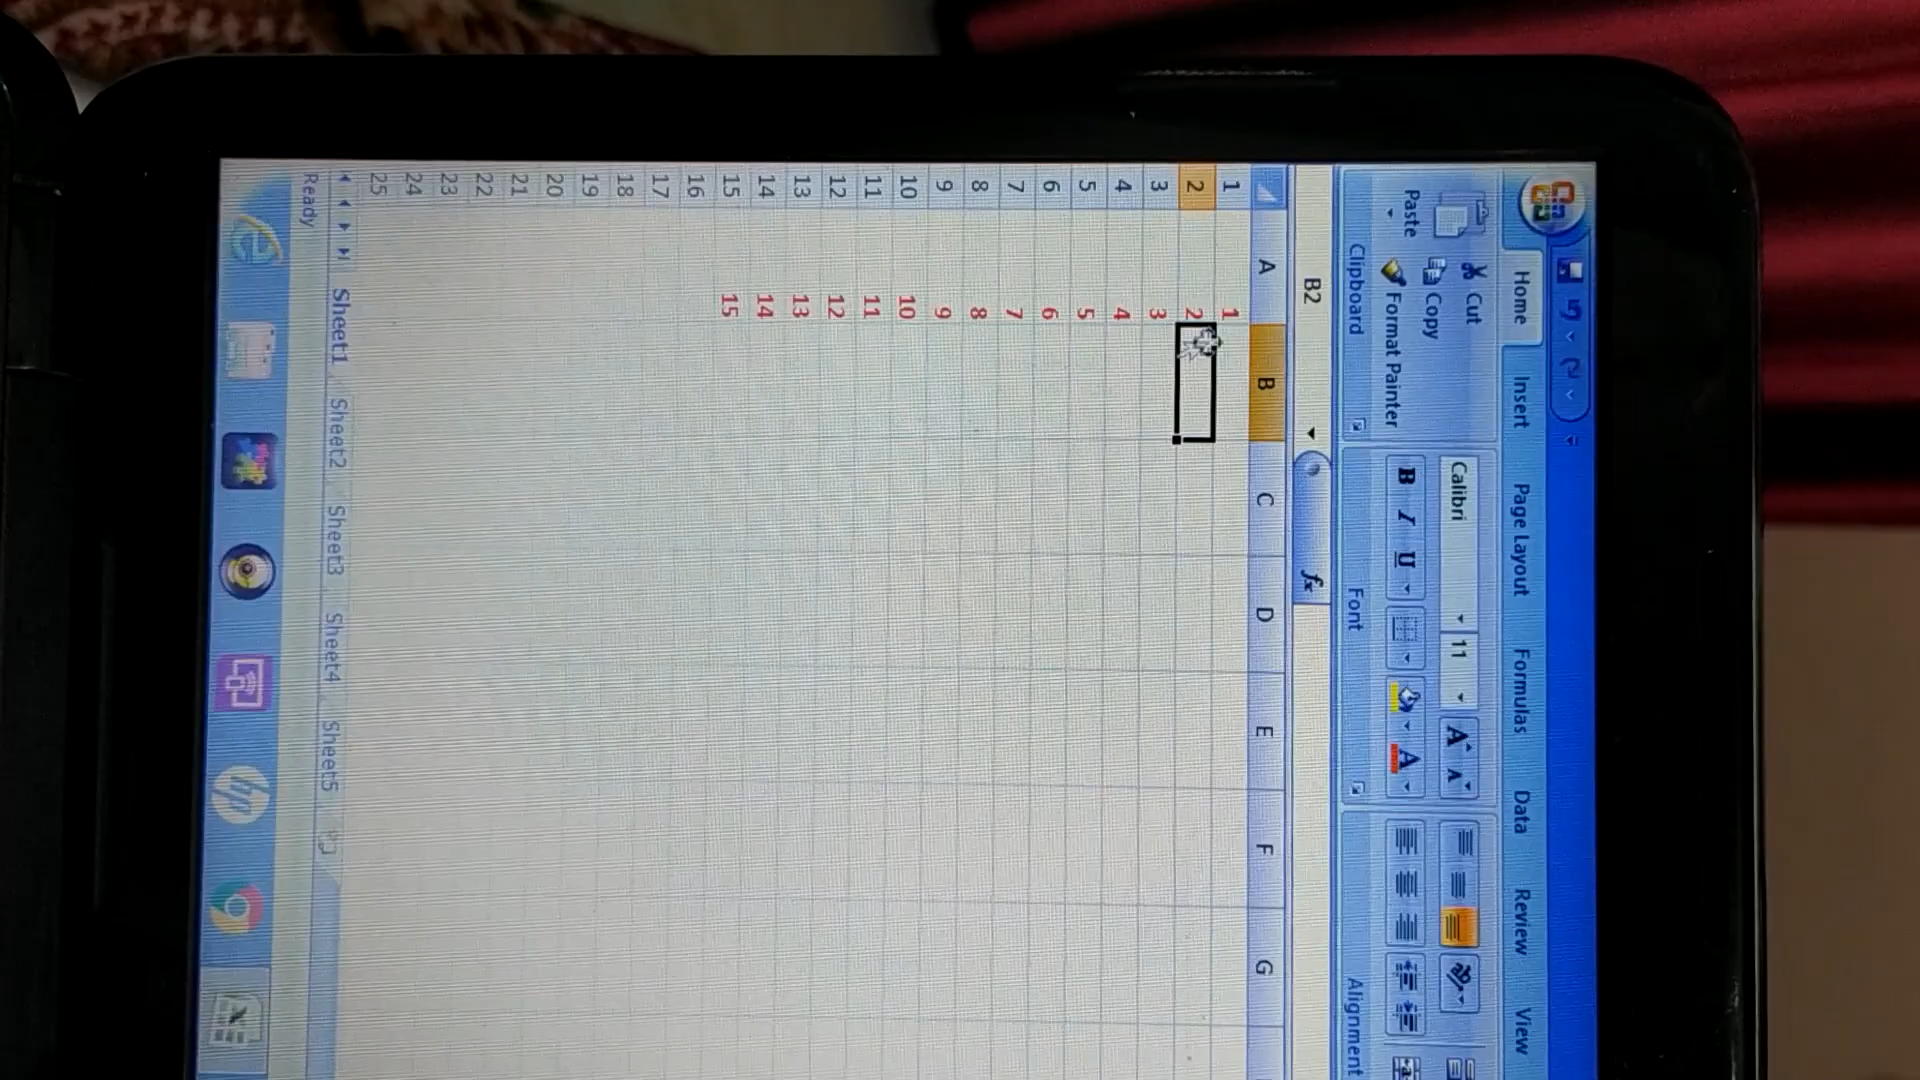 Home Insert Page Layout Formulas Data Review View
Paste
Cut
Copy
Format Painter
Calibri 11 A A
B I U A
Clipboard Font Alignment
B2 fx
A B C D E F G
1 1
2 2
3 3
4 4
5 5
6 6
7 7
8 8
9 9
10 10
11 11
12 12
13 13
14 14
15 15
16
17
18
19
20
21
22
23
24
25
Sheet1 Sheet2 Sheet3 Sheet4 Sheet5
Ready
hp